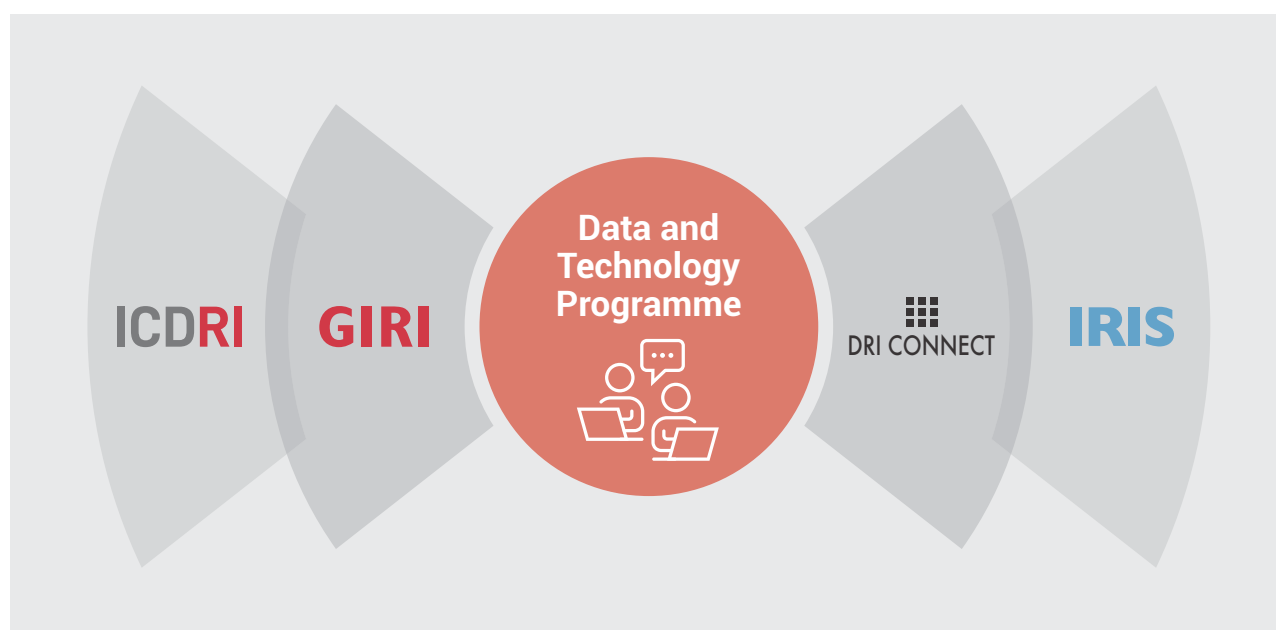 Data and
Technology
Programme
ICDRI
GIRI
DRI CONNECT
IRIS